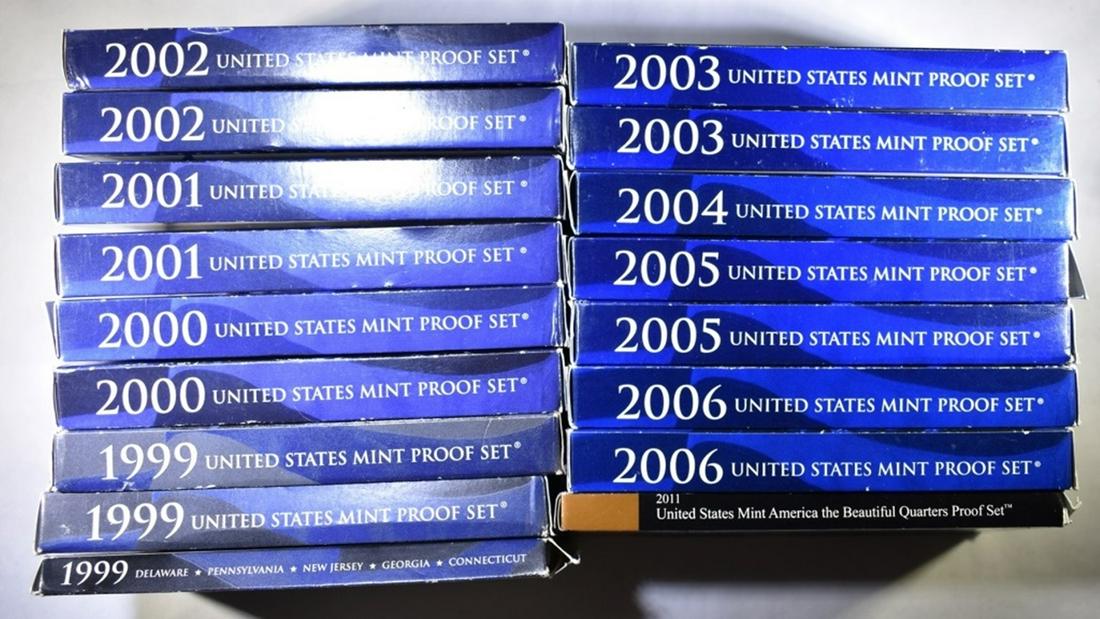 2002 UNITED STATES MINT PROOF SET®
2002 UNITED STATES PROOF SET®
2001 UNITED STATES PROOF SET®
2001 UNITED STATES MINT PROOF SET®
2000 UNITED STATES MINT PROOF SET®
2000 UNITED STATES MINT PROOF SET®
1999 UNITED STATES MINT PROOF SET®
1999 UNITED STATES MINT PROOF SET®
1999 DELAWARE ★ PENNSYLVANIA ★ NEW JERSEY ★ GEORGIA ★ CONNECTICUT
2003 UNITED STATES MINT PROOF SET®
2003 UNITED STATES MINT PROOF SET®
2004 UNITED STATES MINT PROOF SET®
2005 UNITED STATES MINT PROOF SET®
2005 UNITED STATES MINT PROOF SET®
2006 UNITED STATES MINT PROOF SET®
2006 UNITED STATES MINT PROOF SET®
2011
United States Mint America the Beautiful Quarters Proof Set™